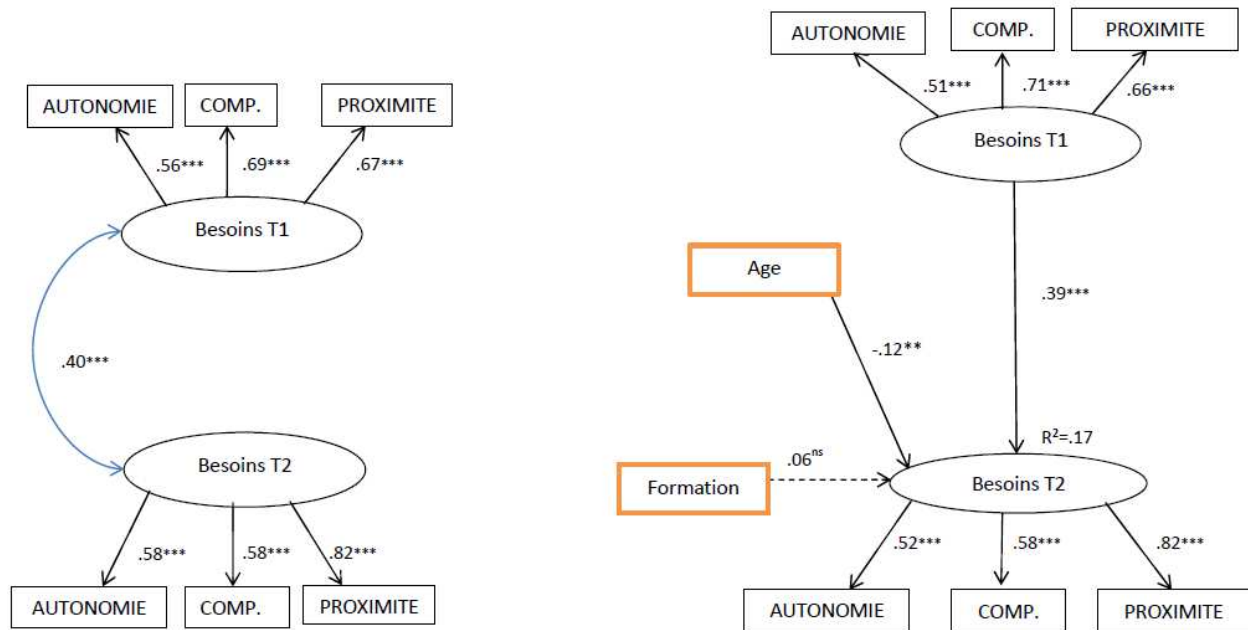 AUTONOMIE
COMP.
PROXIMITE
.56***
.69***
.67***
Besoins T1
.40***
Besoins T2
.58***
.58***
.82***
AUTONOMIE
COMP.
PROXIMITE
AUTONOMIE
COMP.
PROXIMITE
.51***
.71***
.66***
Besoins T1
Age
.39***
-.12**
R²=.17
.06ⁿˢ
Formation
Besoins T2
.52***
.58***
.82***
AUTONOMIE
COMP.
PROXIMITE